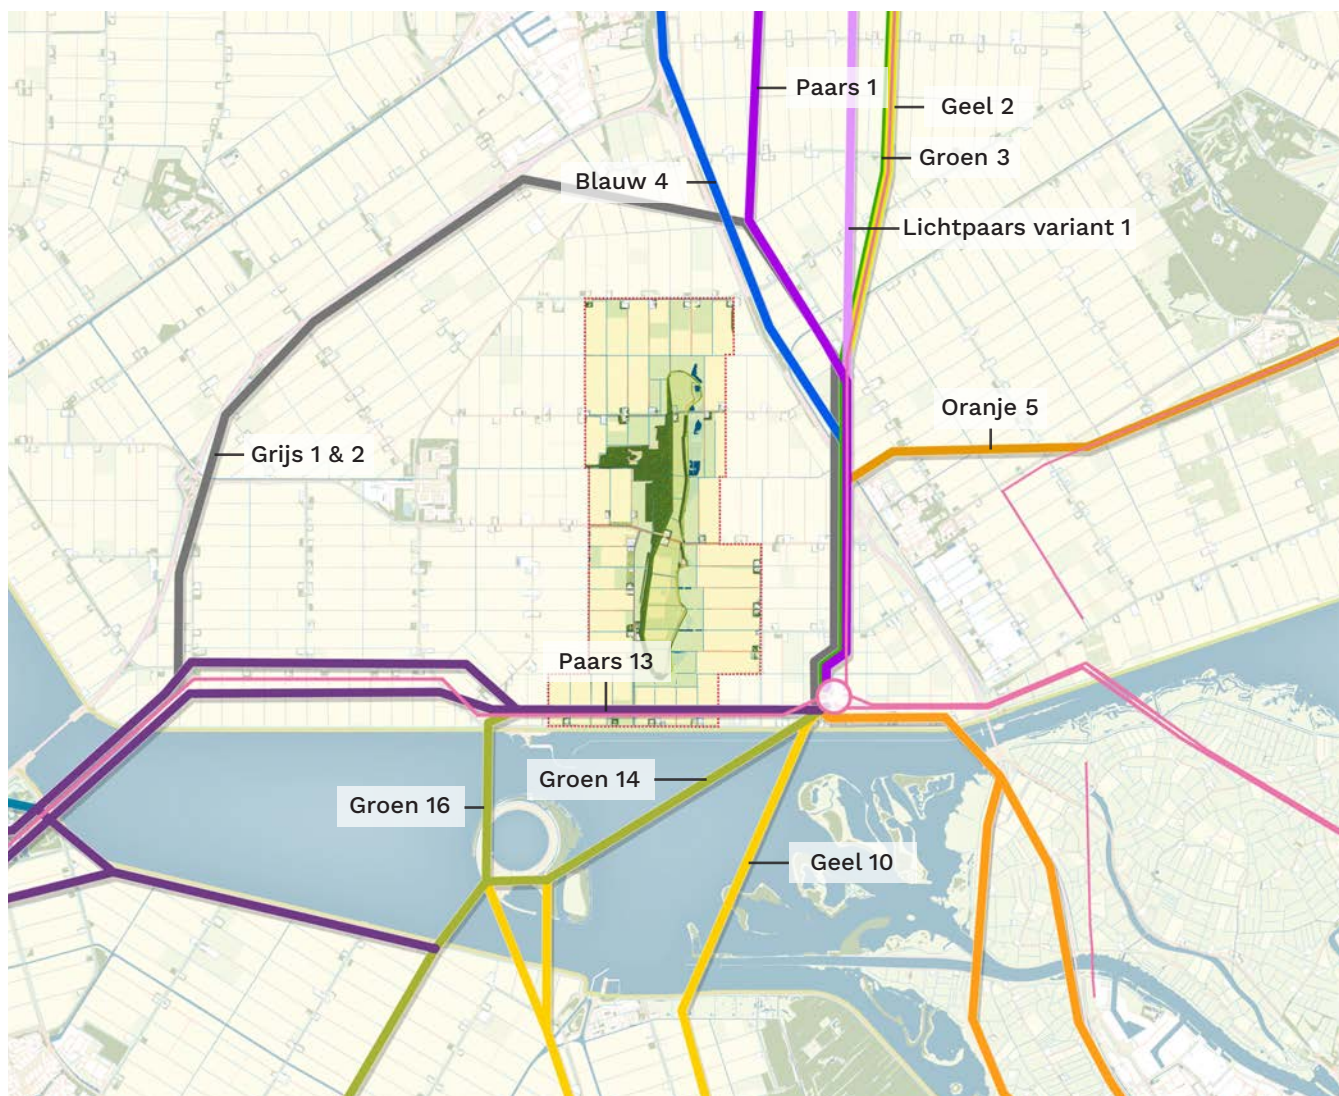 Paars 1
Geel 2
Groen 3
Blauw 4
Lichtpaars variant 1
Oranje 5
Grijs 1 & 2
Paars 13
Groen 14
Groen 16
Geel 10